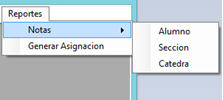 Reportes
Notas
Generar Asignacion
Alumno
Seccion
Catedra